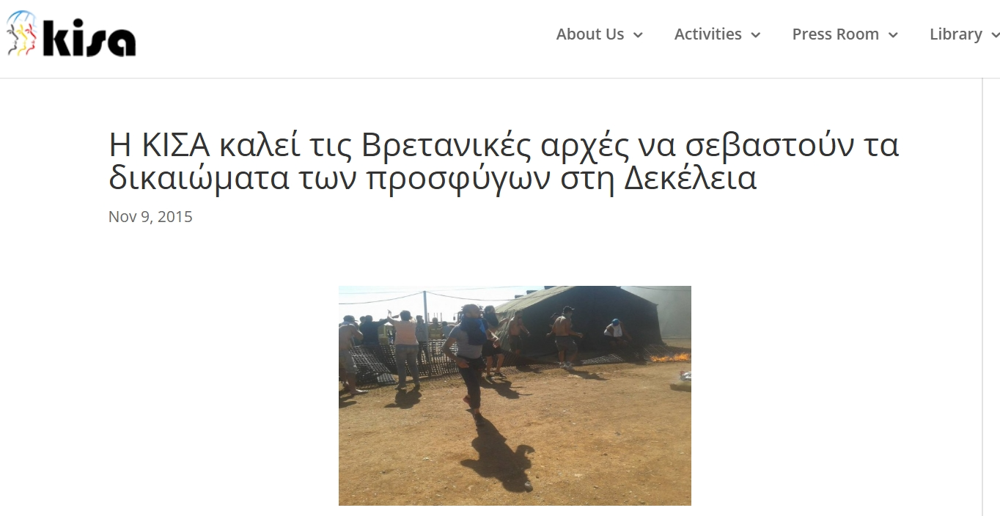 kisa
About Us
Activities
Press Room
Library
Η ΚΙΣΑ καλεί τις Βρετανικές αρχές να σεβαστούν τα
δικαιώματα των προσφύγων στη Δεκέλεια
Nov 9, 2015